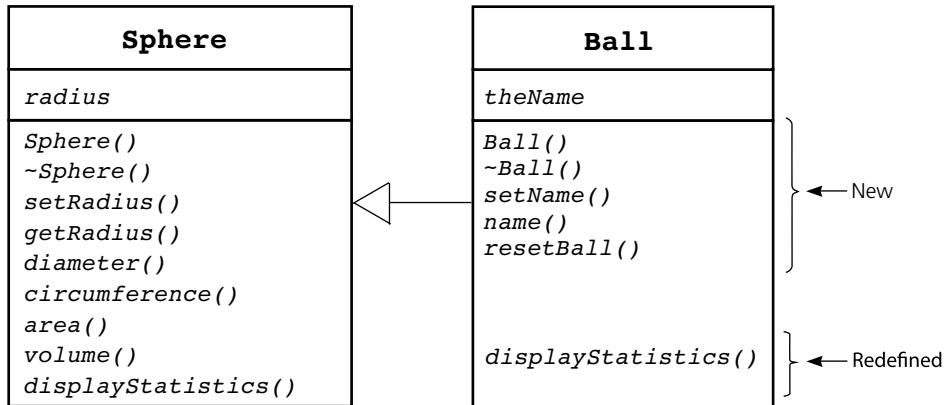 Sphere
radius
Sphere()
~Sphere()
setRadius()
getRadius()
diameter()
circumference()
area()
volume()
displayStatistics()
Ball
theName
Ball()
~Ball()
setName()
name()
resetBall()
displayStatistics()
New
Redefined